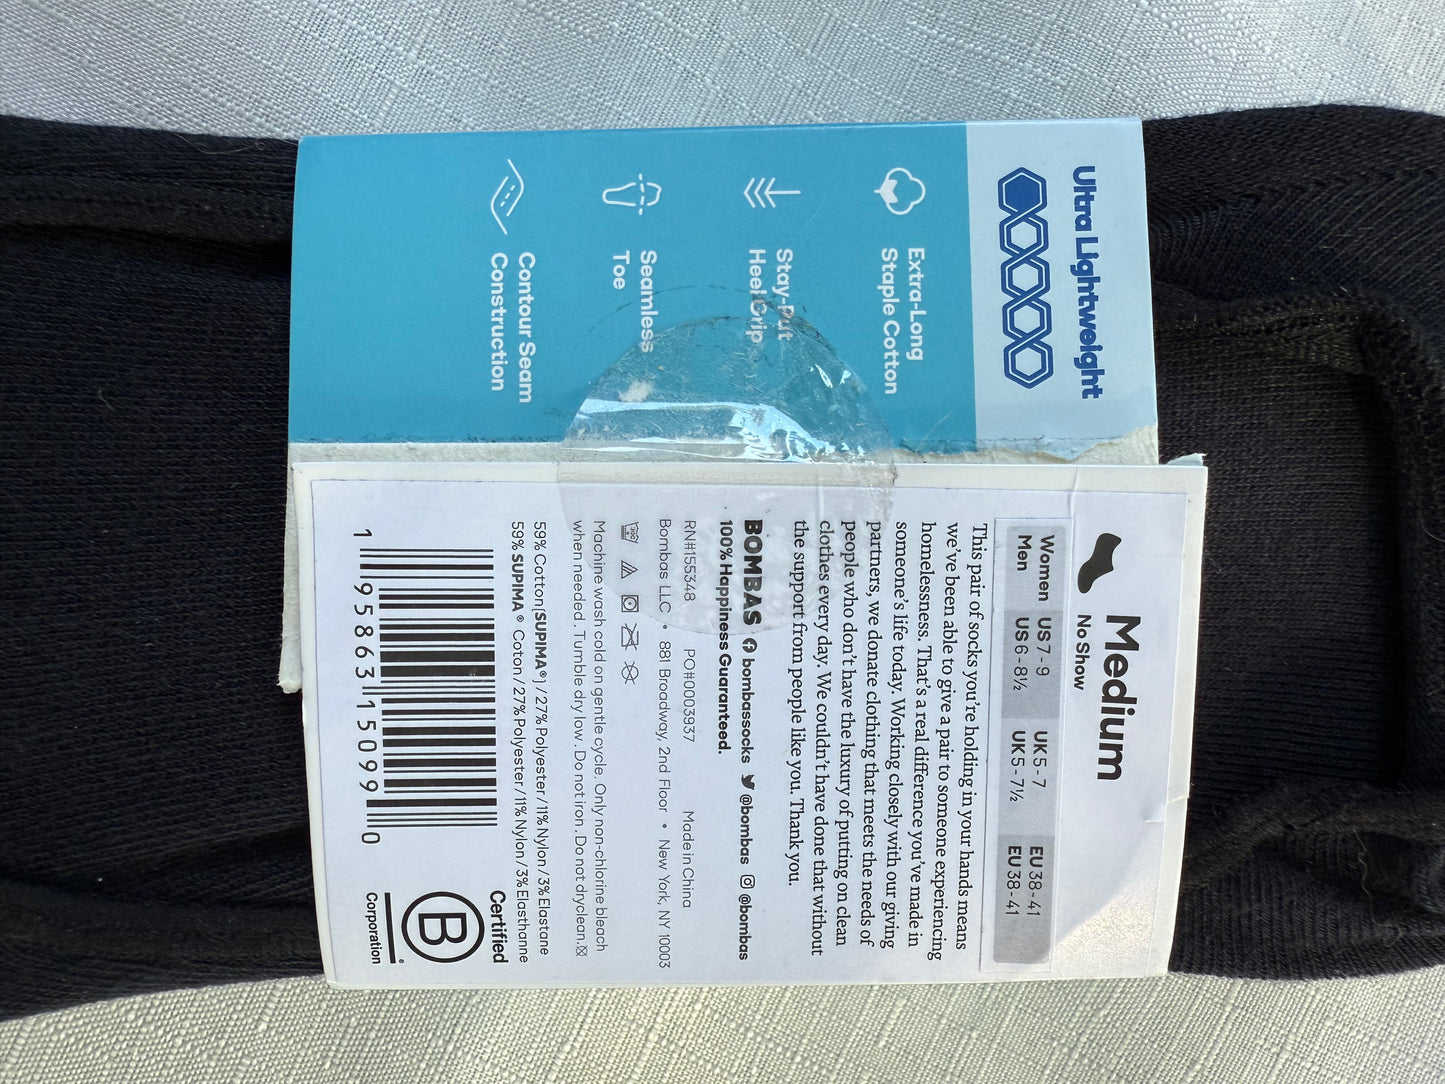 Ultra Lightweight
Extra-Long
Staple Cotton
Stay-Put
Heel Grip
Seamless
Toe
Contour Seam
Construction
Medium
No Show
Women US 7 - 9 UK 5 - 7 EU 38 - 41
Men US 6 - 8½ UK 5 - 7½ EU 38 - 41
This pair of socks you're holding in your hands means
we've been able to give a pair to someone experiencing
homelessness. That's a real difference you've made in
someone's life today. Working closely with our giving
partners, we donate clothing that meets the needs of
people who don't have the luxury of putting on clean
clothes every day. We couldn't have done that without
the support from people like you. Thank you.
BOMBAS bombassocks @bombas @bombas
100% Happiness Guaranteed.
RN#155348 PO#0003937 Made in China
Bombas LLC • 881 Broadway, 2nd Floor • New York, NY 10003
Machine wash cold on gentle cycle. Only non-chlorine bleach
when needed. Tumble dry low. Do not iron. Do not dryclean.
59% Cotton(SUPIMA®) / 27% Polyester / 11% Nylon / 3% Elastane
59% SUPIMA® Coton / 27% Polyester / 11% Nylon / 3% Elasthanne
1 95863 15099 0
Certified
B
Corporation